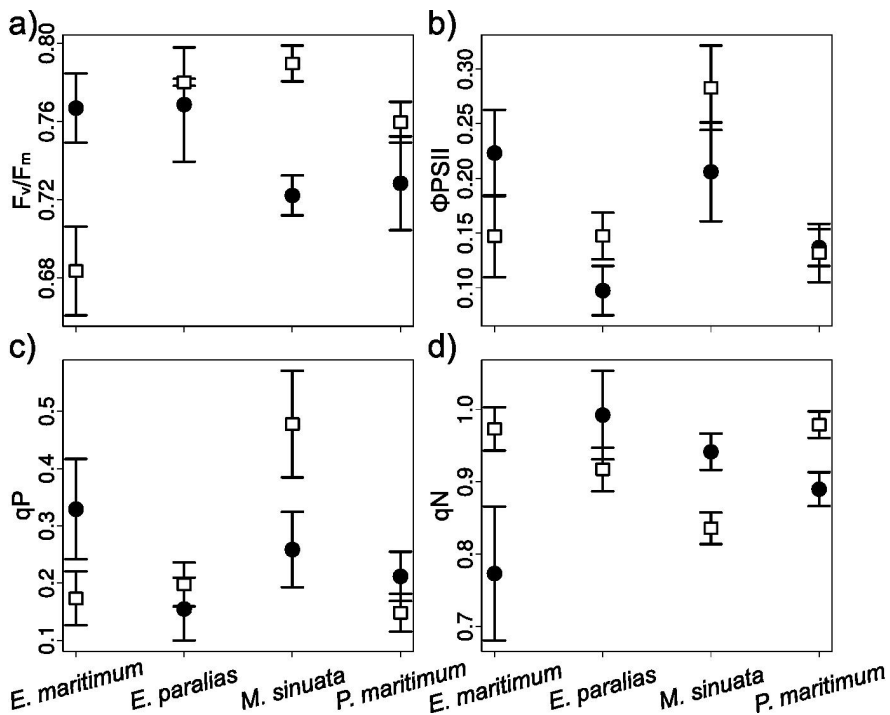 a)
0.80
0.76
0.72
0.68
Fv/Fm
b)
0.30
0.25
0.20
0.15
0.10
ΦPSII
c)
0.5
0.4
0.3
0.2
0.1
qP
d)
1.0
0.9
0.8
0.7
qN
E. maritimum
E. paralias
M. sinuata
P. maritimum
E. maritimum
E. paralias
M. sinuata
P. maritimum